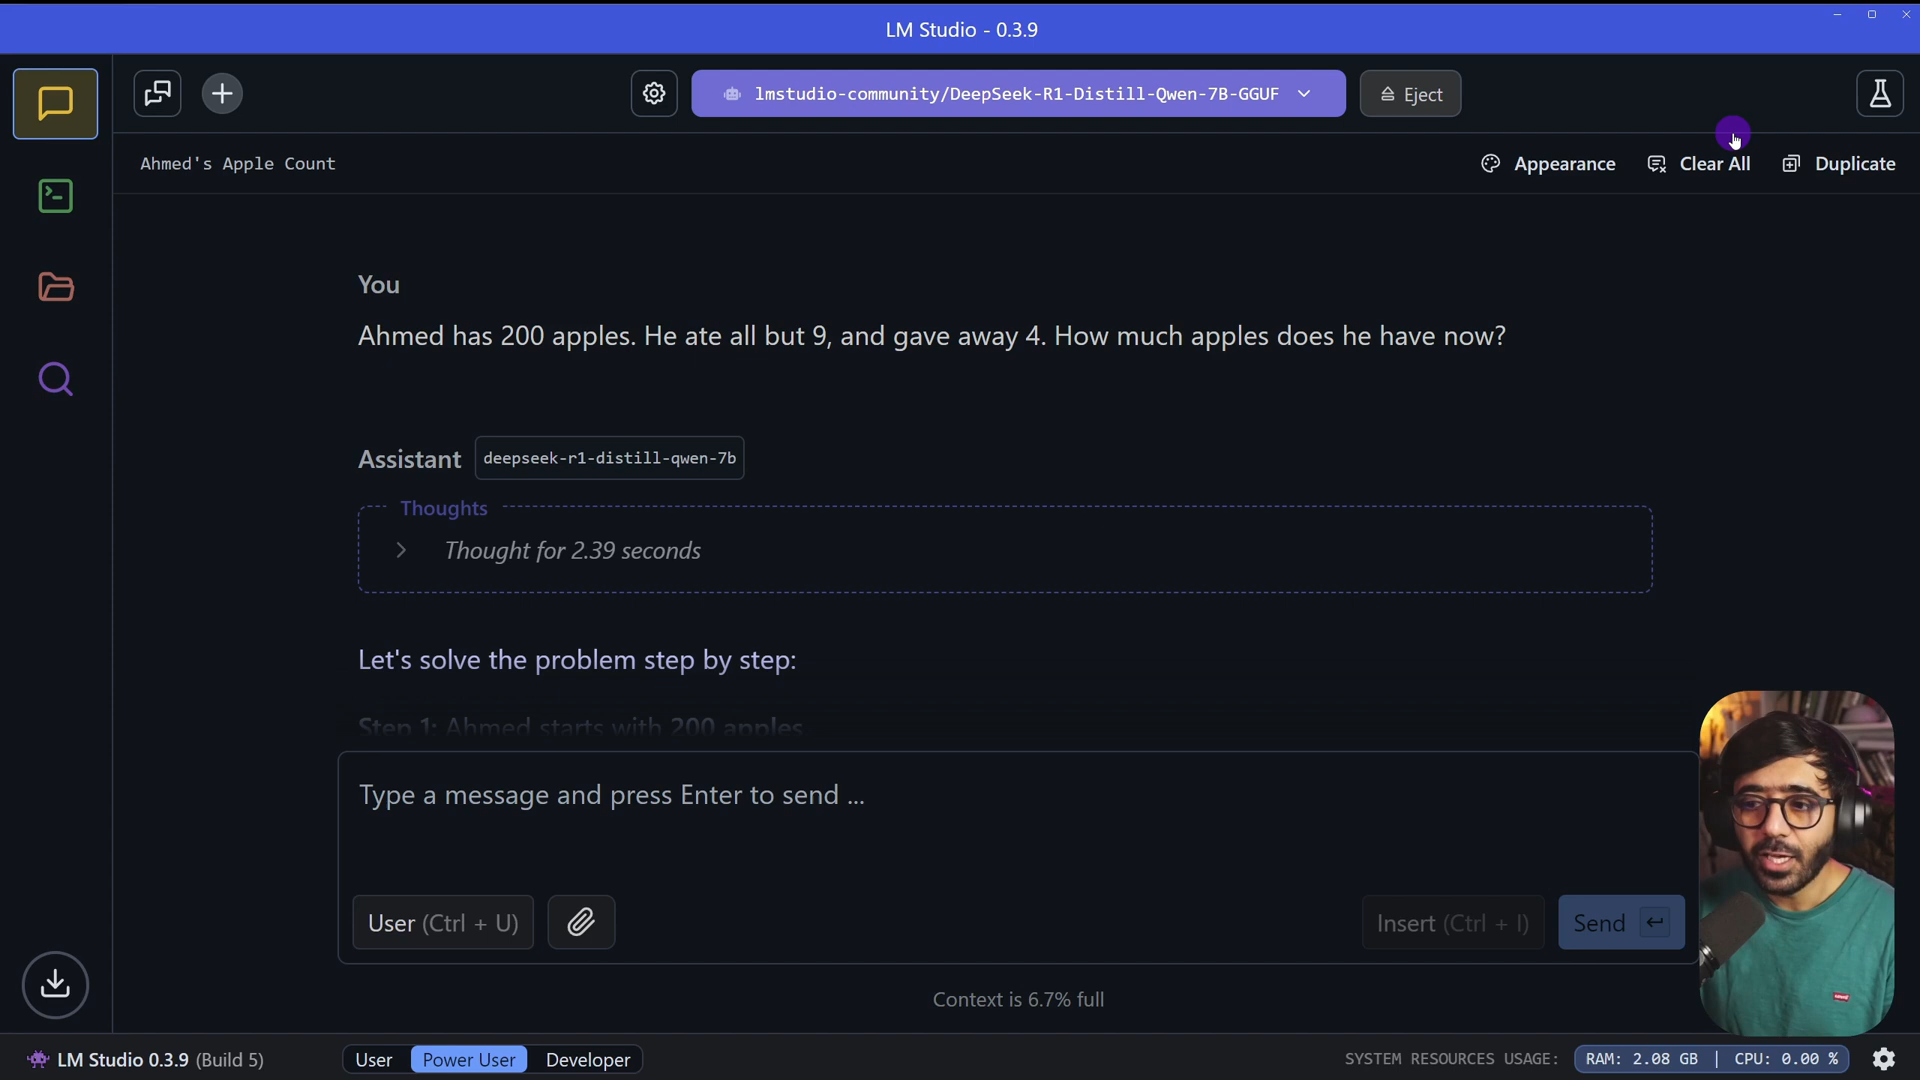 LM Studio - 0.3.9
lmstudio-community/DeepSeek-R1-Distill-Qwen-7B-GGUF
Eject
Ahmed's Apple Count
Appearance
Clear All
Duplicate
You
Ahmed has 200 apples. He ate all but 9, and gave away 4. How much apples does he have now?
Assistant deepseek-r1-distill-qwen-7b
Thoughts
Thought for 2.39 seconds
Let's solve the problem step by step:
Step 1: Ahmed starts with 200 apples
Type a message and press Enter to send ...
User (Ctrl + U)
Insert (Ctrl + I)
Send
Context is 6.7% full
LM Studio 0.3.9 (Build 5)
User
Power User
Developer
SYSTEM RESOURCES USAGE:
RAM: 2.08 GB | CPU: 0.00 %